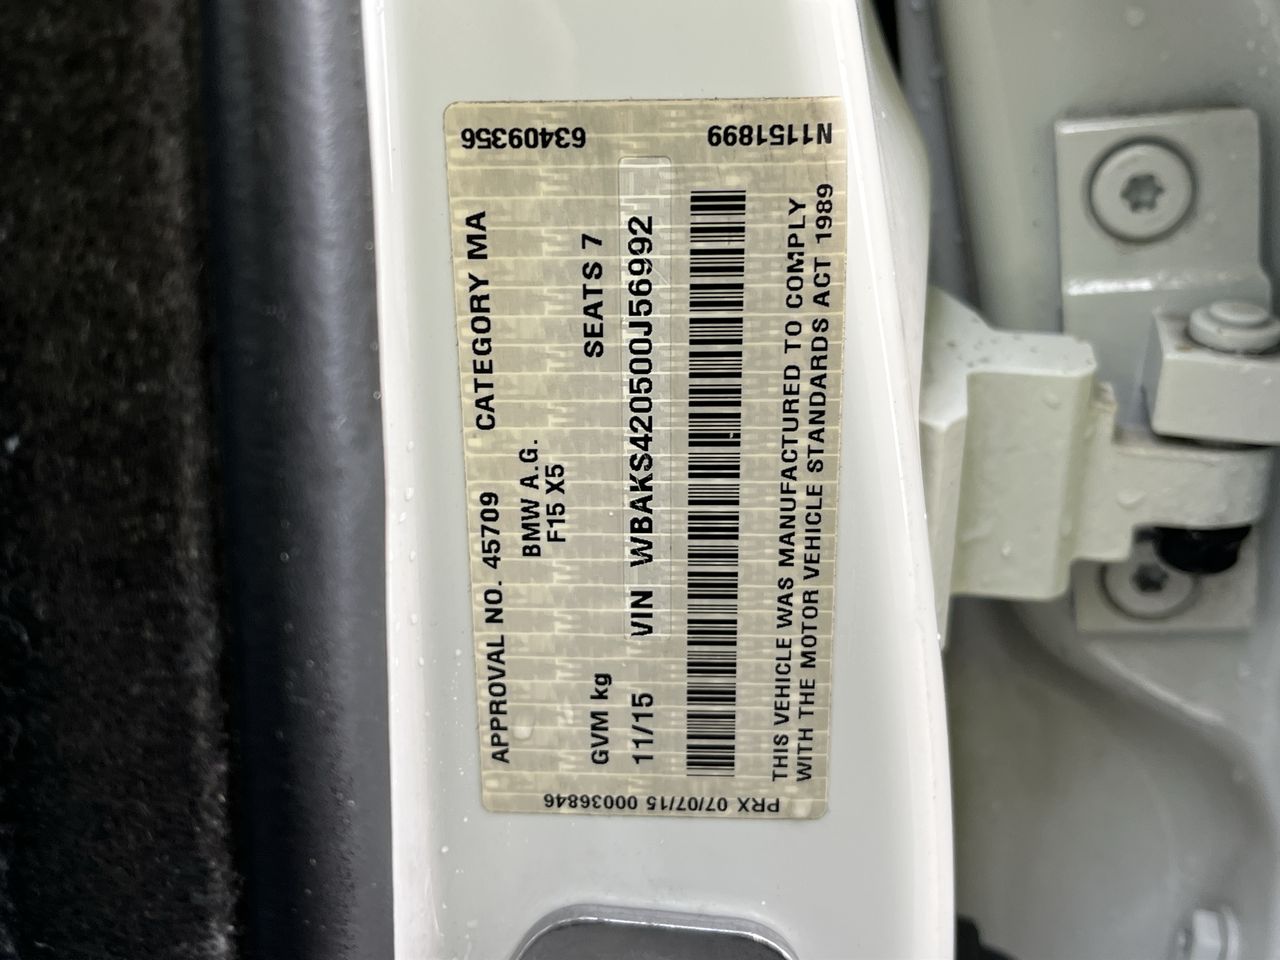 APPROVAL NO. 45709 CATEGORY MA
BMW A.G.
F15 X5
GVM kg SEATS 7
11/15 VIN WBAKS420500J56992
THIS VEHICLE WAS MANUFACTURED TO COMPLY
WITH THE MOTOR VEHICLE STANDARDS ACT 1989
63409356
N1151899
PRX 07/07/15 00036846